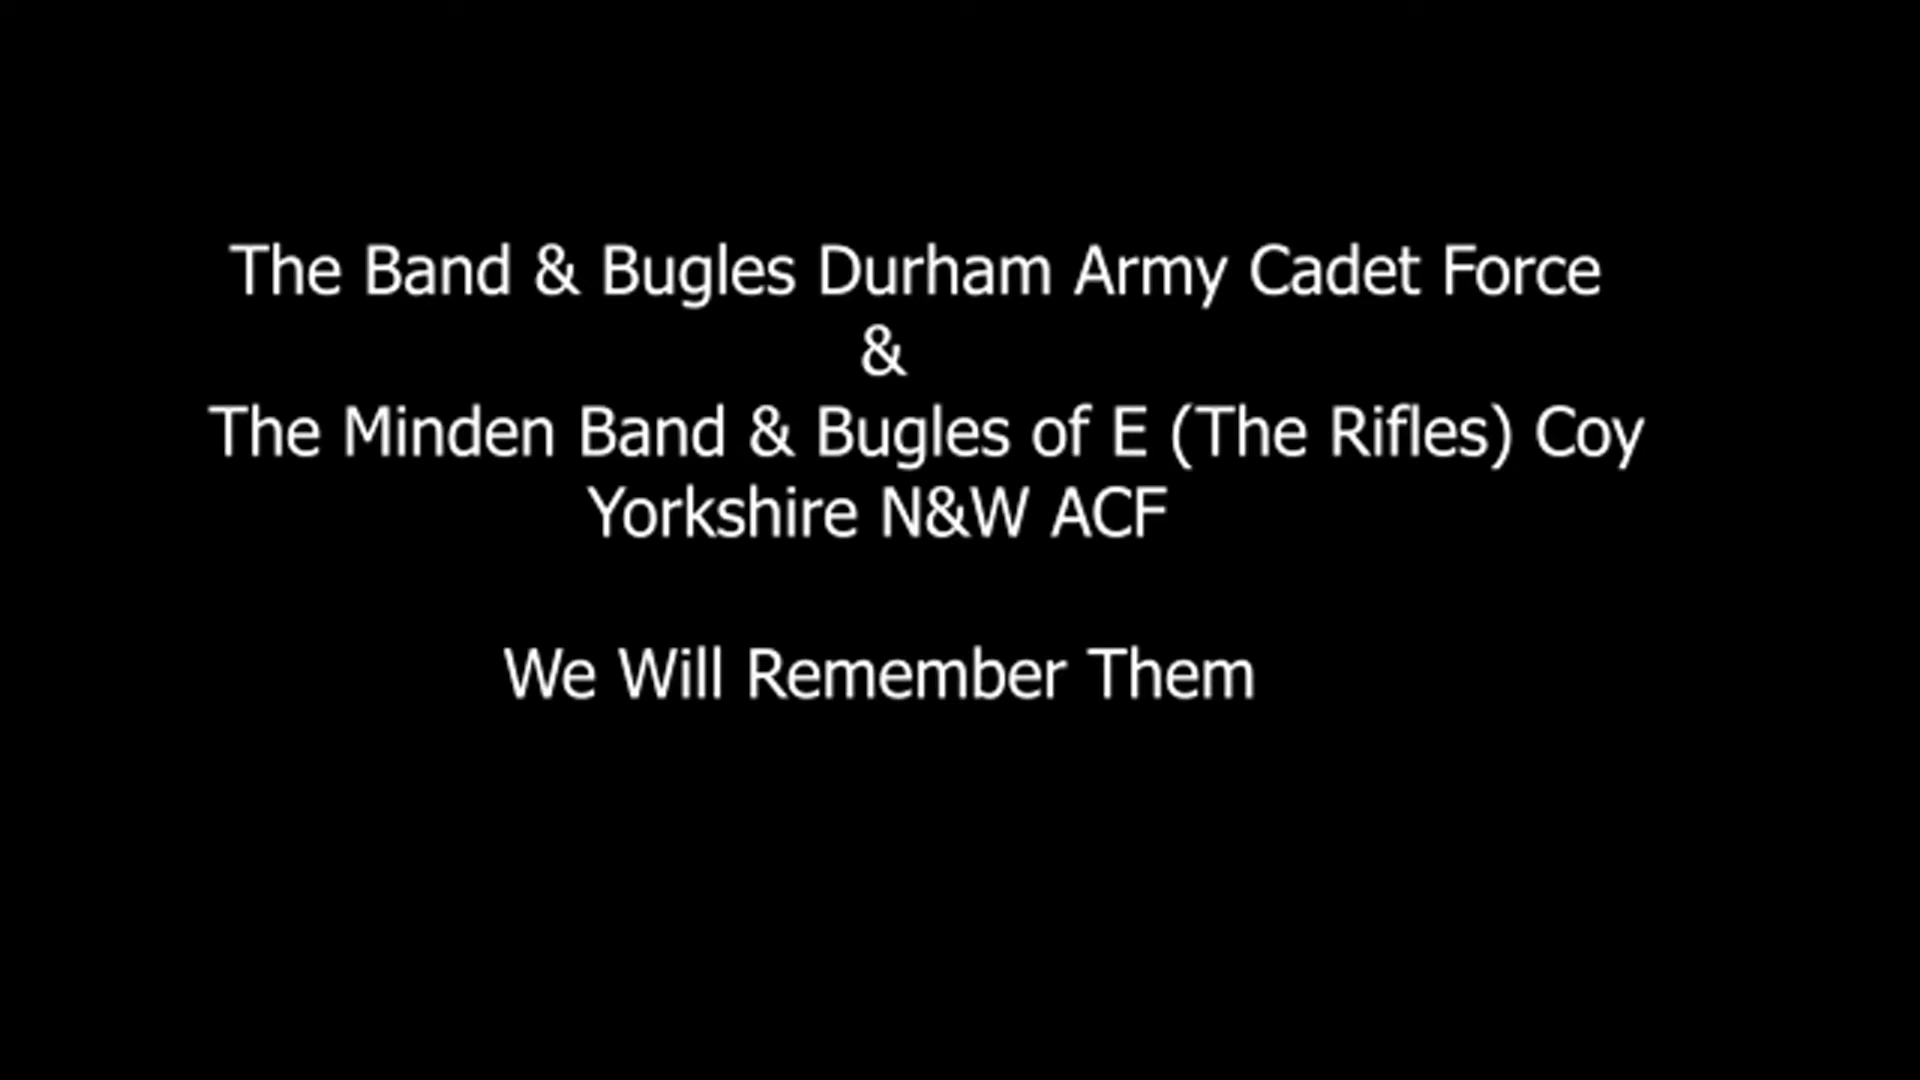 The Band & Bugles Durham Army Cadet Force
&
The Minden Band & Bugles of E (The Rifles) Coy
Yorkshire N&W ACF
We Will Remember Them